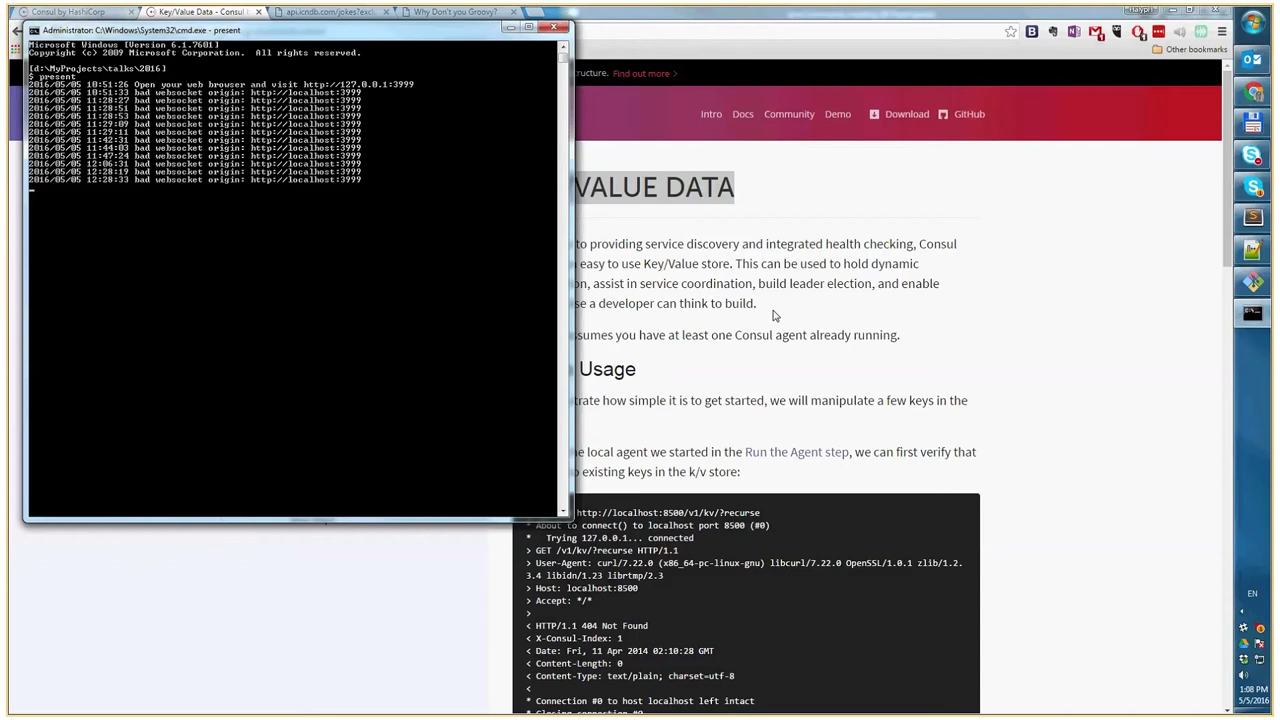 Consul by HashiCorp
Key/Value Data - Consul
api.icndb.com/jokes?excl
Why Don't you Groovy?
Administrator: C:\Windows\System32\cmd.exe - present
Other bookmarks
Microsoft Windows [Version 6.1.7601]
Copyright (c) 2009 Microsoft Corporation.  All rights reserved.
[d:\MyProjects\talks\2016]
$ present
2016/05/05 10:51:26 Open your web browser and visit http://127.0.0.1:3999
2016/05/05 10:51:33 bad websocket origin: http://localhost:3999
2016/05/05 11:28:27 bad websocket origin: http://localhost:3999
2016/05/05 11:28:51 bad websocket origin: http://localhost:3999
2016/05/05 11:28:53 bad websocket origin: http://localhost:3999
2016/05/05 11:29:09 bad websocket origin: http://localhost:3999
2016/05/05 11:29:11 bad websocket origin: http://localhost:3999
2016/05/05 11:42:31 bad websocket origin: http://localhost:3999
2016/05/05 11:44:03 bad websocket origin: http://localhost:3999
2016/05/05 11:47:24 bad websocket origin: http://localhost:3999
2016/05/05 12:06:31 bad websocket origin: http://localhost:3999
2016/05/05 12:28:19 bad websocket origin: http://localhost:3999
2016/05/05 12:28:33 bad websocket origin: http://localhost:3999
structure. Find out more >
Intro Docs Community Demo Download GitHub
VALUE DATA
to providing service discovery and integrated health checking, Consul
easy to use Key/Value store. This can be used to hold dynamic
assist in service coordination, build leader election, and enable
a developer can think to build.
you have at least one Consul agent already running.
Usage
how simple it is to get started, we will manipulate a few keys in the
local agent we started in the Run the Agent step, we can first verify that
existing keys in the k/v store:
http://localhost:8500/v1/kv/?recurse
* About to connect() to localhost port 8500 (#0)
*   Trying 127.0.0.1... connected
> GET /v1/kv/?recurse HTTP/1.1
> User-Agent: curl/7.22.0 (x86_64-pc-linux-gnu) libcurl/7.22.0 OpenSSL/1.0.1 zlib/1.2.
3.4 libidn/1.23 librtmp/2.3
> Host: localhost:8500
> Accept: */*
>
< HTTP/1.1 404 Not Found
< X-Consul-Index: 1
< Date: Fri, 11 Apr 2014 02:10:28 GMT
< Content-Length: 0
< Content-Type: text/plain; charset=utf-8
<
* Connection #0 to host localhost left intact
* Closing connection #0
EN
1:08 PM
5/5/2016